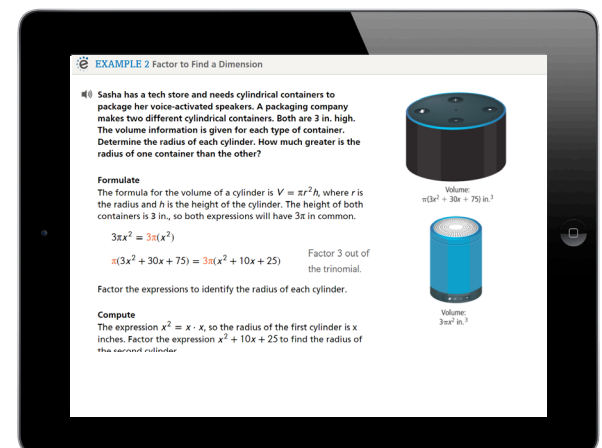 EXAMPLE 2 Factor to Find a Dimension
Sasha has a tech store and needs cylindrical containers to
package her voice-activated speakers. A packaging company
makes two different cylindrical containers. Both are 3 in. high.
The volume information is given for each type of container.
Determine the radius of each cylinder. How much greater is the
radius of one container than the other?
Formulate
The formula for the volume of a cylinder is V = πr²h, where r is
the radius and h is the height of the cylinder. The height of both
containers is 3 in., so both expressions will have 3π in common.
3πx² = 3π(x²)
π(3x² + 30x + 75) = 3π(x² + 10x + 25)
Factor 3 out of
the trinomial.
Factor the expressions to identify the radius of each cylinder.
Compute
The expression x² = x · x, so the radius of the first cylinder is x
inches. Factor the expression x² + 10x + 25 to find the radius of
the second cylinder
Volume:
π(3x² + 30x + 75) in.³
Volume:
3πx² in.³